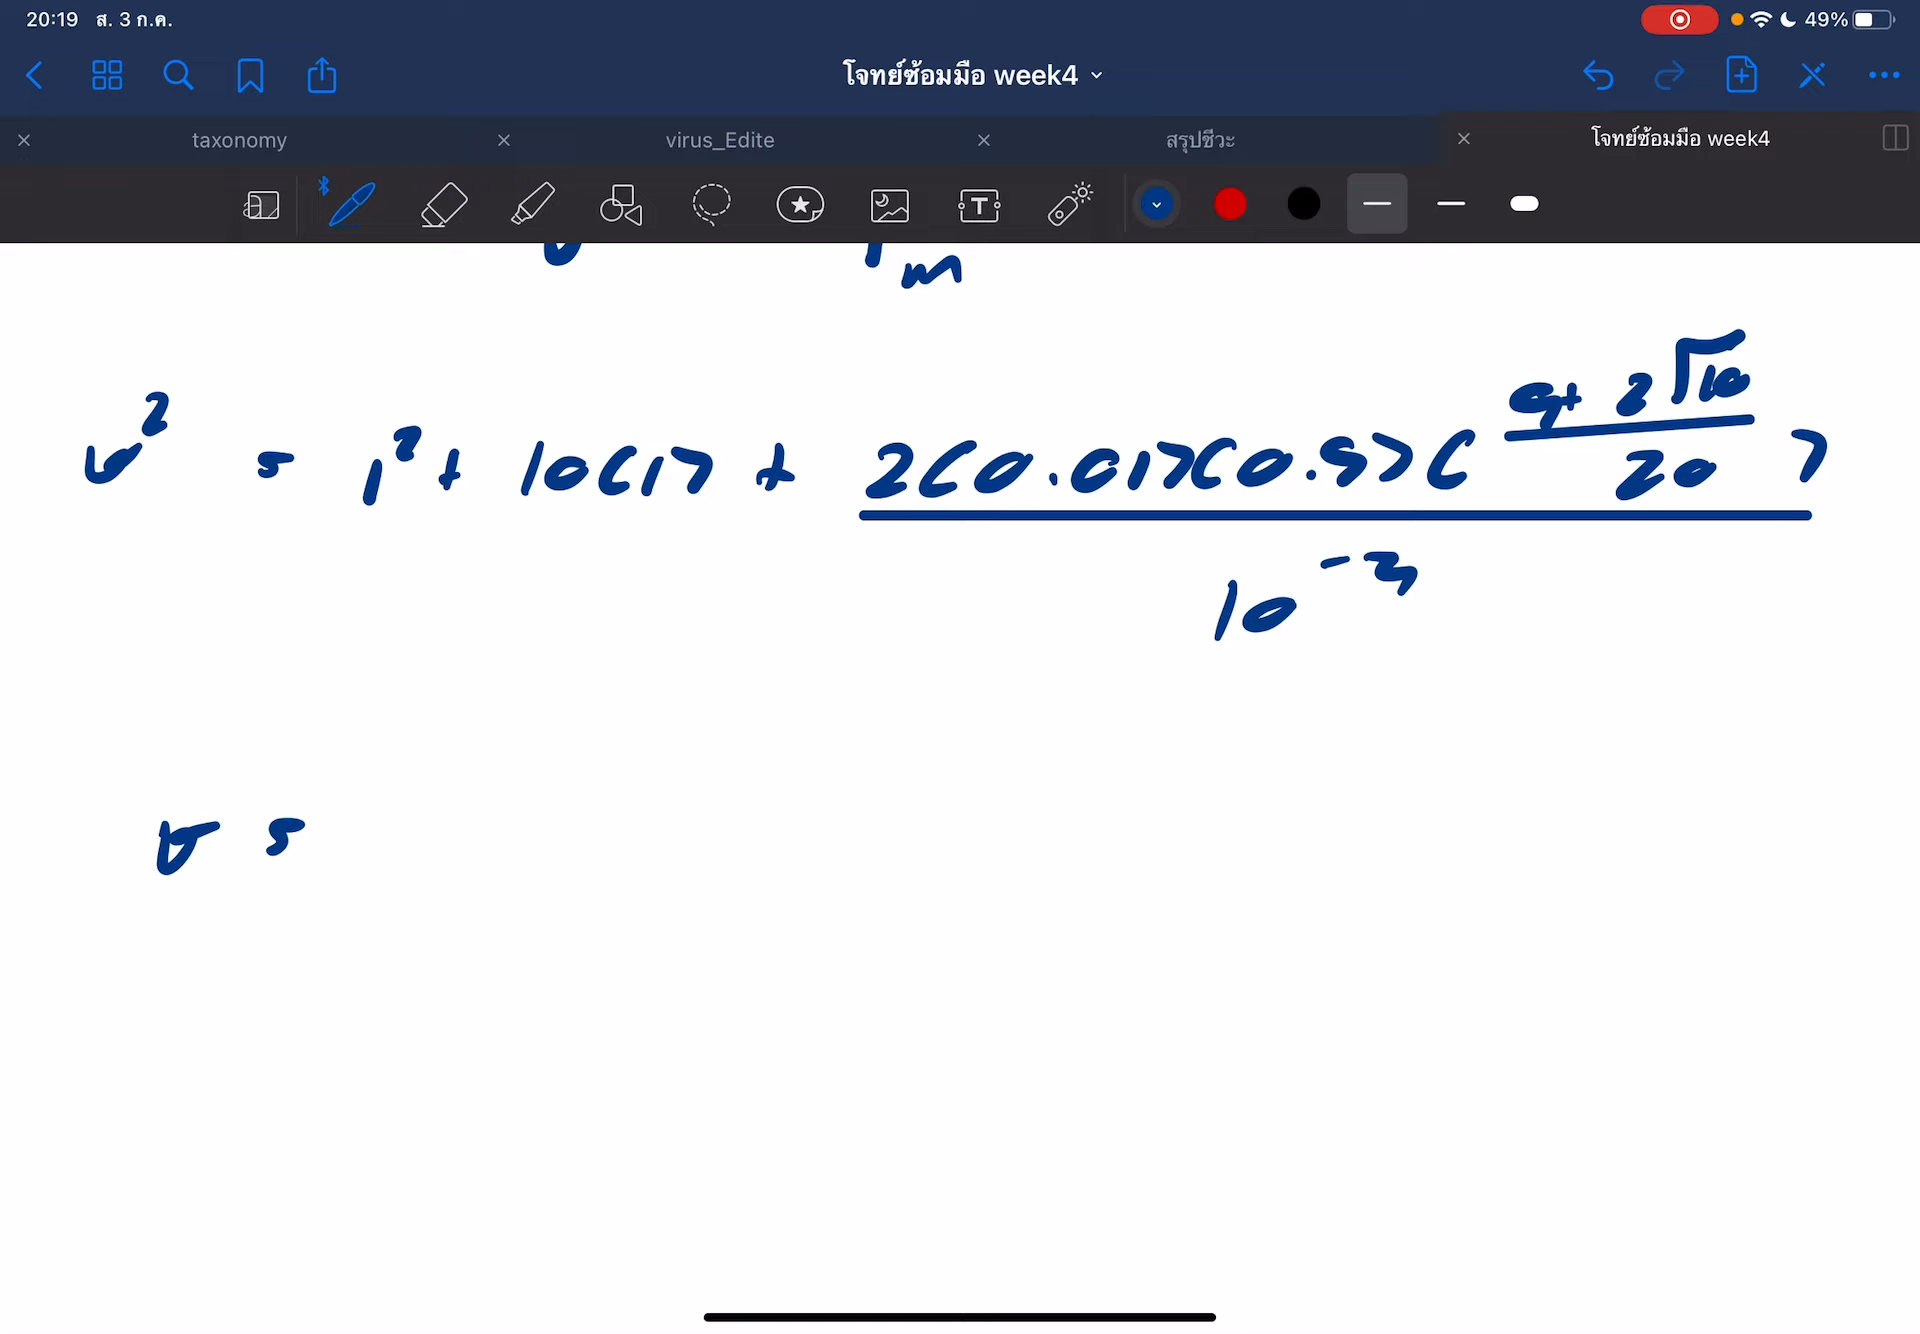 20:19 ส. 3 ก.ค. 49%
โจทย์ซ้อมมือ week4
taxonomy virus_Edite สรุปชีวะ โจทย์ซ้อมมือ week4
m
v² = 1² + 10(1) + 2(0.01)(0.5)( 9+2√10 / 20 ) / 10⁻³
v =